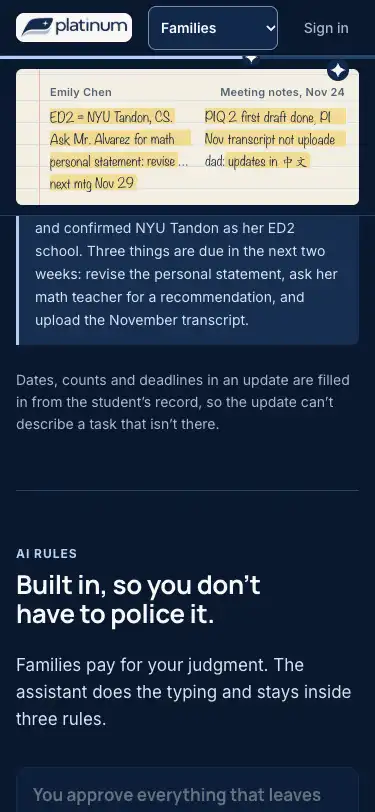 platinum
Families
Sign in
Emily Chen
Meeting notes, Nov 24
ED2 = NYU Tandon, CS.
Ask Mr. Alvarez for math
personal statement: revise ...
next mtg Nov 29
PIQ 2 first draft done, PI
Nov transcript not uploade
dad: updates in 中文
and confirmed NYU Tandon as her ED2
school. Three things are due in the next two
weeks: revise the personal statement, ask her
math teacher for a recommendation, and
upload the November transcript.
Dates, counts and deadlines in an update are filled
in from the student's record, so the update can't
describe a task that isn't there.
AI RULES
Built in, so you don't
have to police it.
Families pay for your judgment. The
assistant does the typing and stays inside
three rules.
You approve everything that leaves